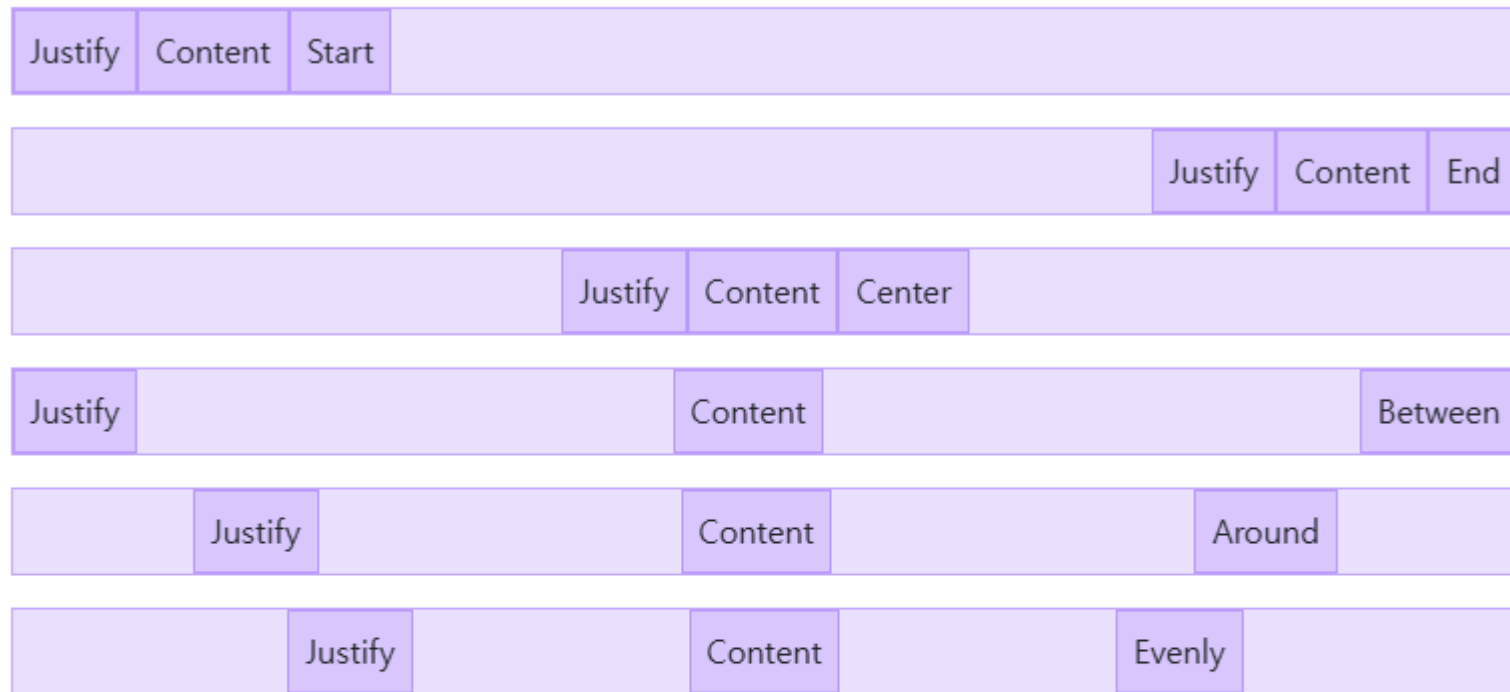 Justify Content Start
Justify Content End
Justify Content Center
Justify Content Between
Justify Content Around
Justify Content Evenly